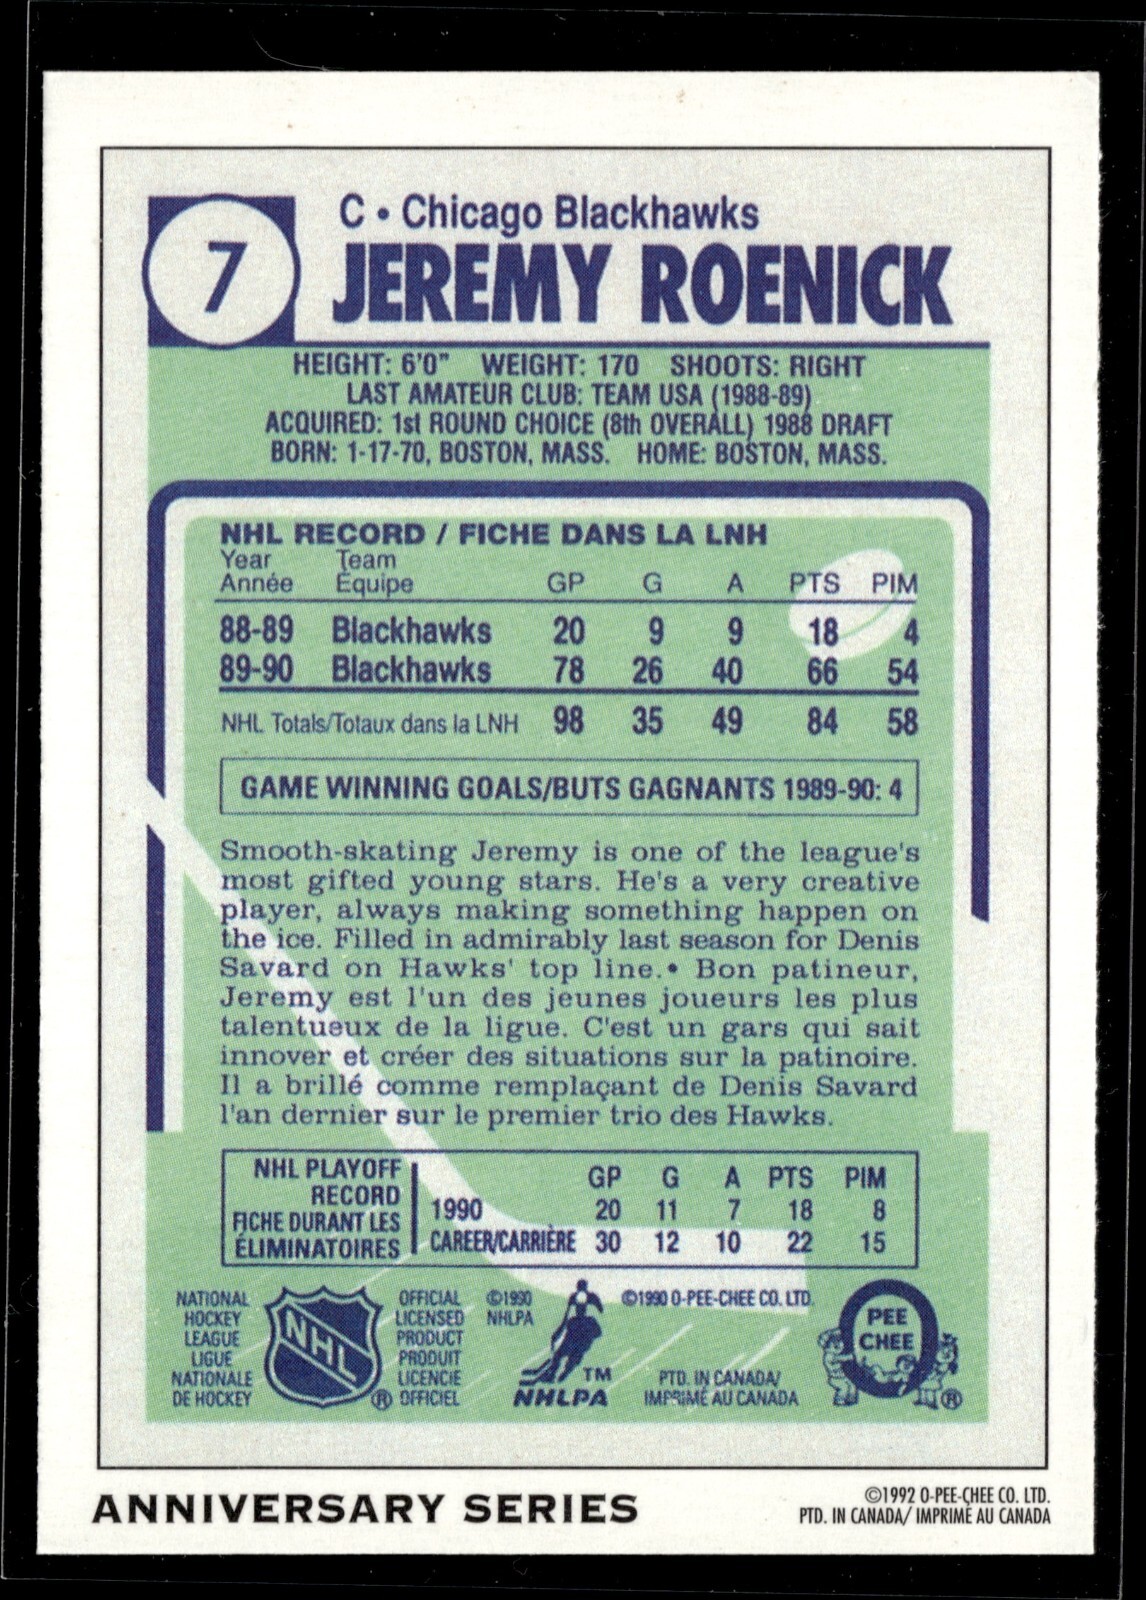 7
C • Chicago Blackhawks
JEREMY ROENICK
HEIGHT: 6'0" WEIGHT: 170 SHOOTS: RIGHT
LAST AMATEUR CLUB: TEAM USA (1988-89)
ACQUIRED: 1st ROUND CHOICE (8th OVERALL) 1988 DRAFT
BORN: 1-17-70, BOSTON, MASS. HOME: BOSTON, MASS.
NHL RECORD / FICHE DANS LA LNH
Year Team
Année Équipe GP G A PTS PIM
88-89 Blackhawks 20 9 9 18 4
89-90 Blackhawks 78 26 40 66 54
NHL Totals/Totaux dans la LNH 98 35 49 84 58
GAME WINNING GOALS/BUTS GAGNANTS 1989-90: 4
Smooth-skating Jeremy is one of the league's
most gifted young stars. He's a very creative
player, always making something happen on
the ice. Filled in admirably last season for Denis
Savard on Hawks' top line.• Bon patineur,
Jeremy est l'un des jeunes joueurs les plus
talentueux de la ligue. C'est un gars qui sait
innover et créer des situations sur la patinoire.
Il a brillé comme remplaçant de Denis Savard
l'an dernier sur le premier trio des Hawks.
NHL PLAYOFF
RECORD
FICHE DURANT LES
ÉLIMINATOIRES
GP G A PTS PIM
1990 20 11 7 18 8
CAREER/CARRIÈRE 30 12 10 22 15
NATIONAL
HOCKEY
LEAGUE
LIGUE
NATIONALE
DE HOCKEY
NHL
®
OFFICIAL
LICENSED
PRODUCT
PRODUIT
LICENCIE
OFFICIEL
©1990
NHLPA
TM
NHLPA
©1990 O-PEE-CHEE CO. LTD.
PTD. IN CANADA/
IMPRIMÉ AU CANADA
O
PEE
CHEE
®
ANNIVERSARY SERIES
©1992 O-PEE-CHEE CO. LTD.
PTD. IN CANADA/ IMPRIMÉ AU CANADA